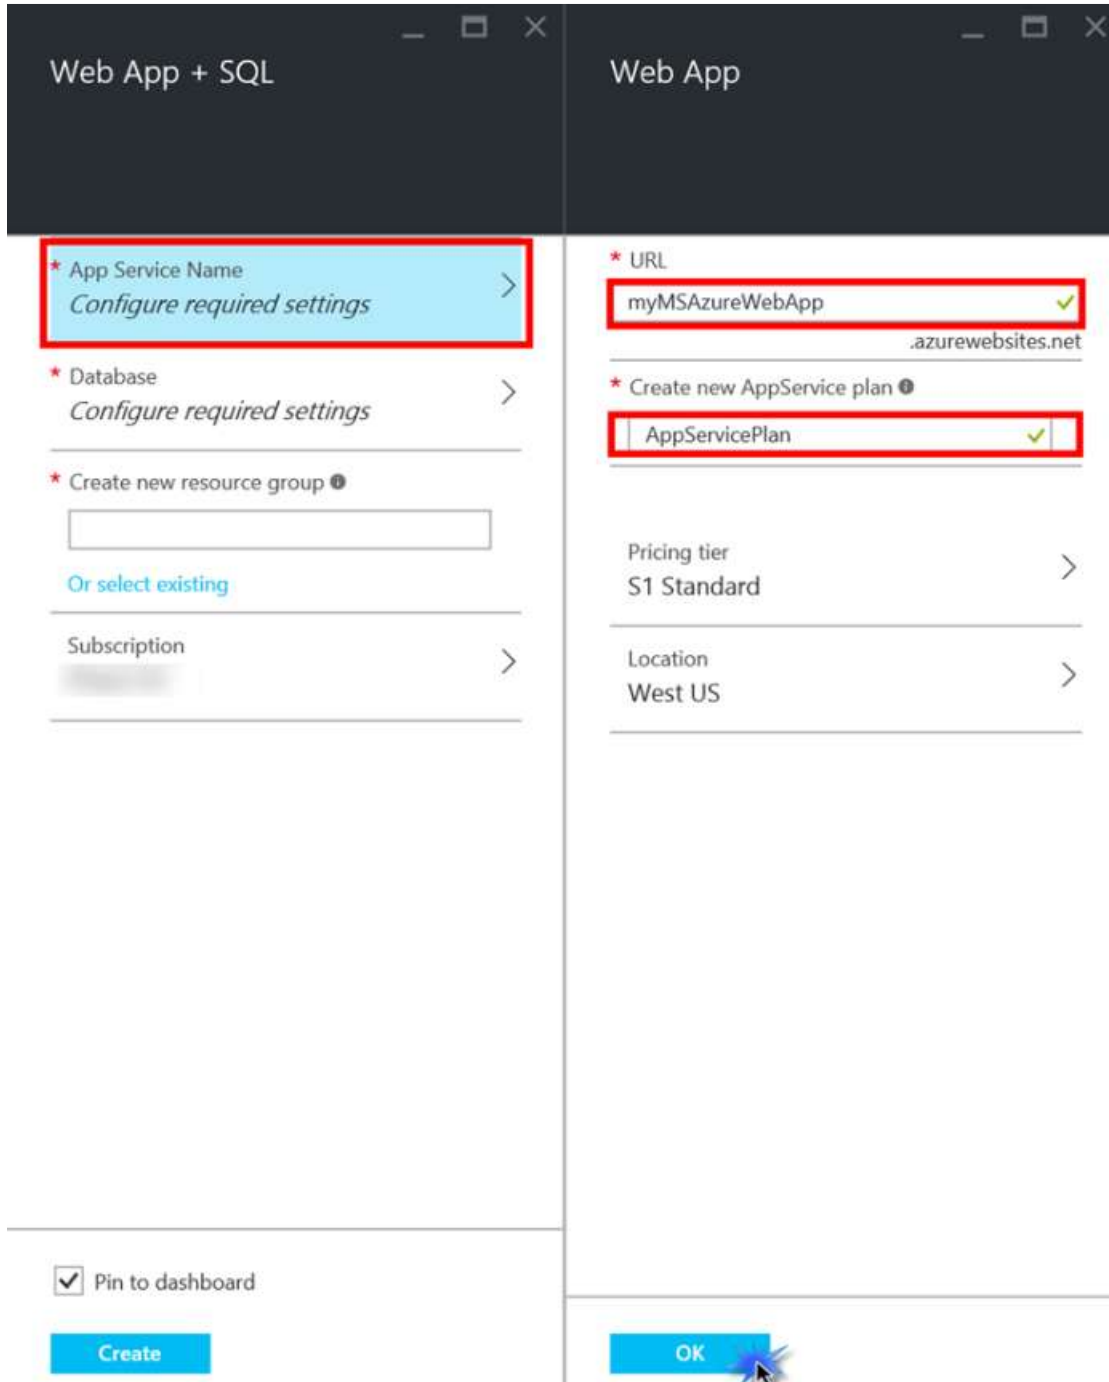 Web App + SQL
* App Service Name
Configure required settings
* Database
Configure required settings
* Create new resource group
Or select existing
Subscription
Pin to dashboard
Create
Web App
* URL
myMSAzureWebApp
.azurewebsites.net
* Create new AppService plan
AppServicePlan
Pricing tier
S1 Standard
Location
West US
OK